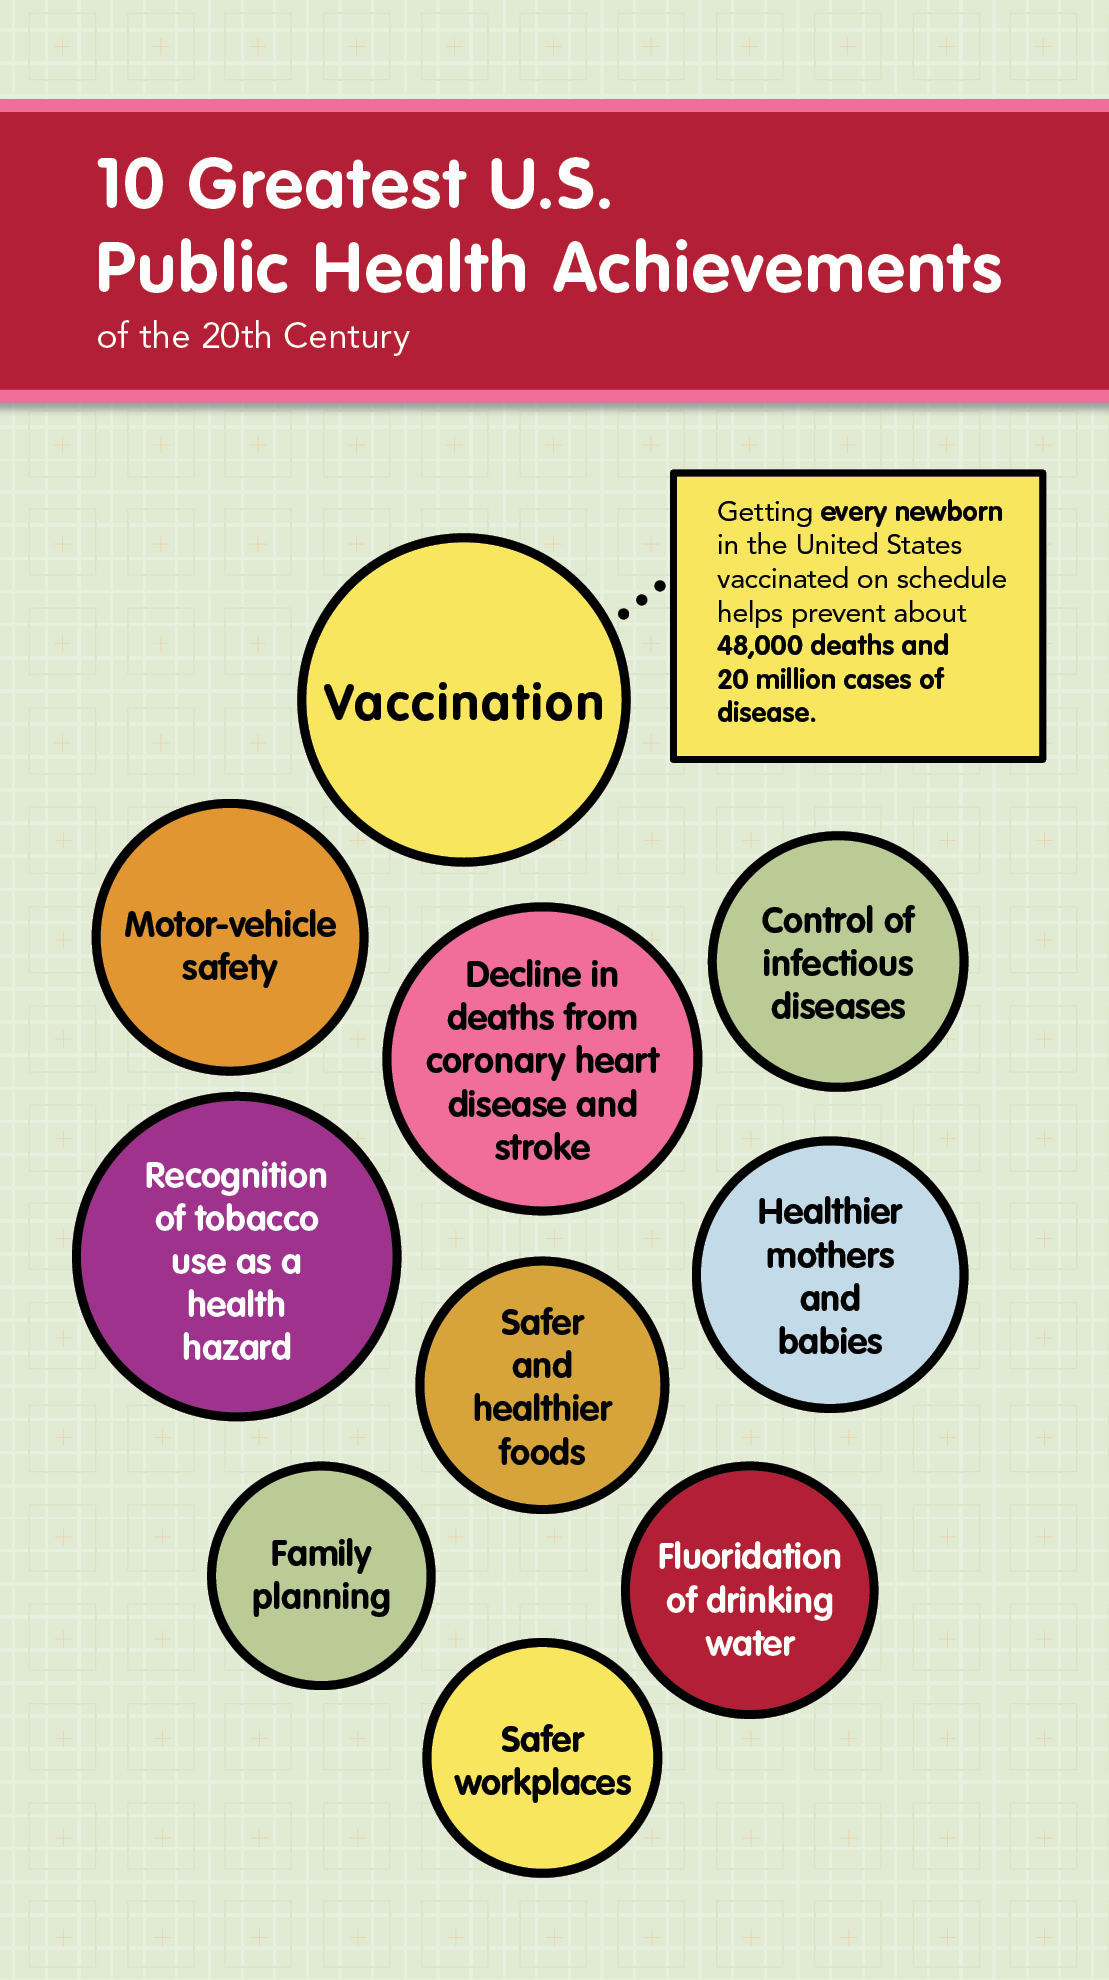 10 Greatest U.S.
Public Health Achievements
of the 20th Century
Getting every newborn
in the United States
vaccinated on schedule
helps prevent about
48,000 deaths and
20 million cases of
disease.
Vaccination
Motor-vehicle
safety
Decline in
deaths from
coronary heart
disease and
stroke
Control of
infectious
diseases
Recognition
of tobacco
use as a
health
hazard
Healthier
mothers
and
babies
Safer
and
healthier
foods
Family
planning
Fluoridation
of drinking
water
Safer
workplaces